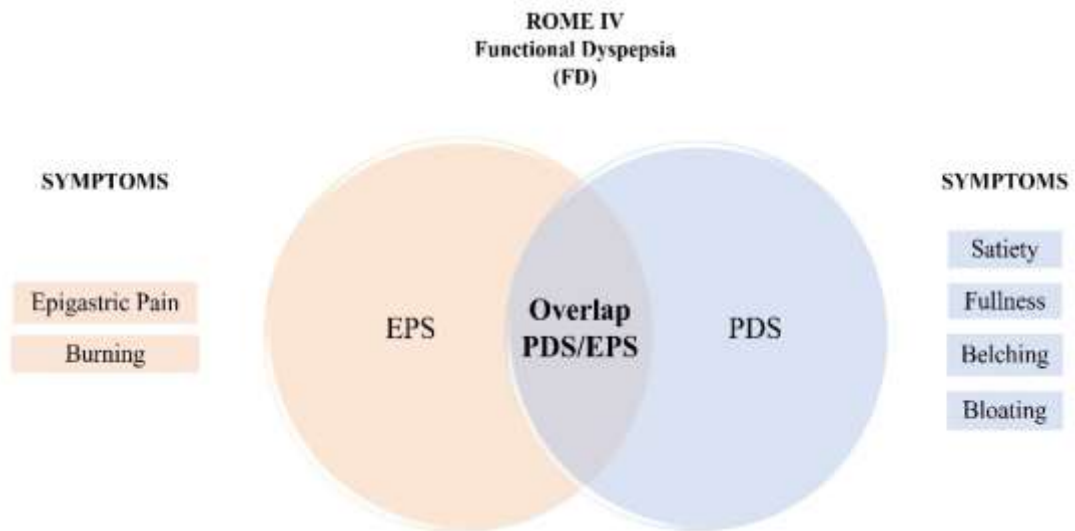 ROME IV
Functional Dyspepsia
(FD)
SYMPTOMS
Epigastric Pain
Burning
EPS
Overlap
PDS/EPS
PDS
SYMPTOMS
Satiety
Fullness
Belching
Bloating